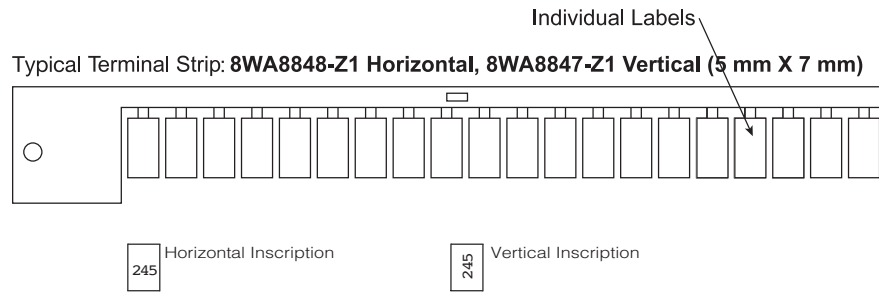 Individual Labels
Typical Terminal Strip: 8WA8848-Z1 Horizontal, 8WA8847-Z1 Vertical (5 mm X 7 mm)
245 Horizontal Inscription
245 Vertical Inscription